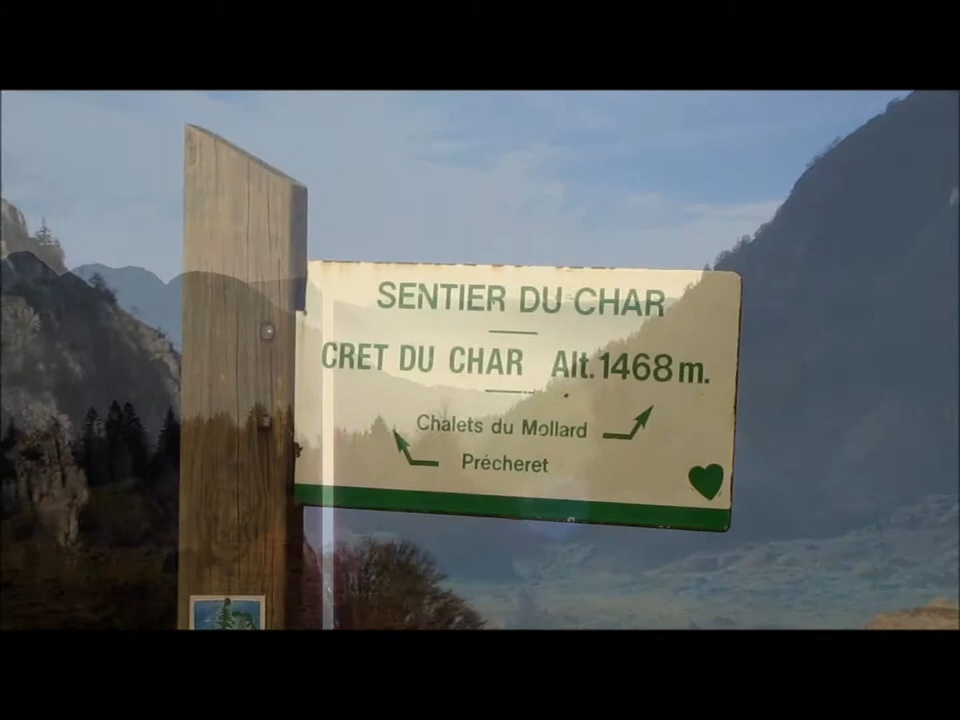 SENTIER DU CHAR
CRET DU CHAR Alt. 1468 m.
Chalets du Mollard
Précheret